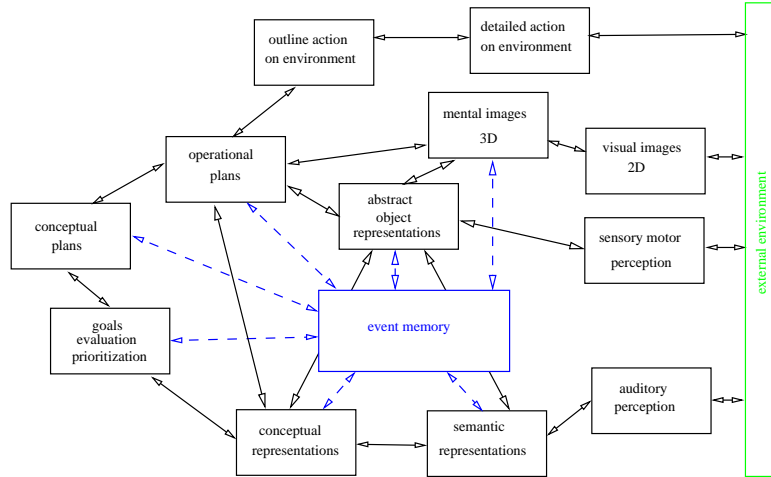 outline action
on environment
detailed action
on environment
mental images
3D
operational
plans
visual images
2D
abstract
object
representations
conceptual
plans
sensory motor
perception
external environment
event memory
goals
evaluation
prioritization
auditory
perception
conceptual
representations
semantic
representations